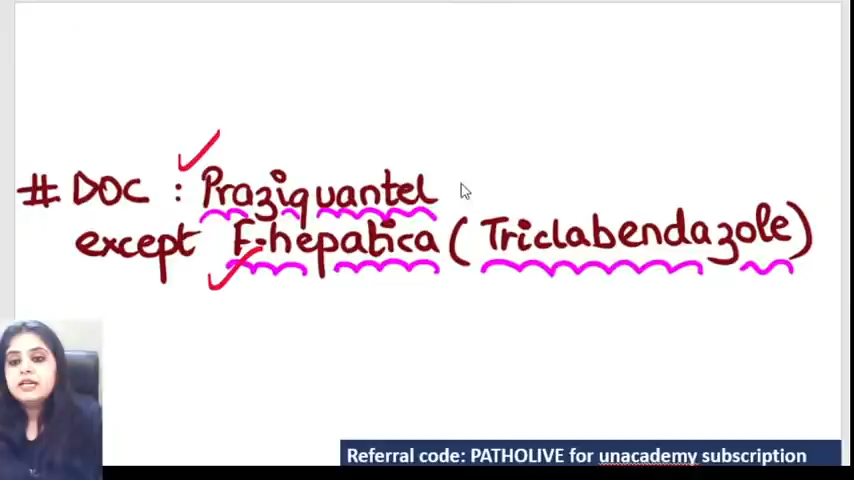 # DOC : Praziquantel
except F.hepatica (Triclabendazole)
Referral code: PATHOLIVE for unacademy subscription